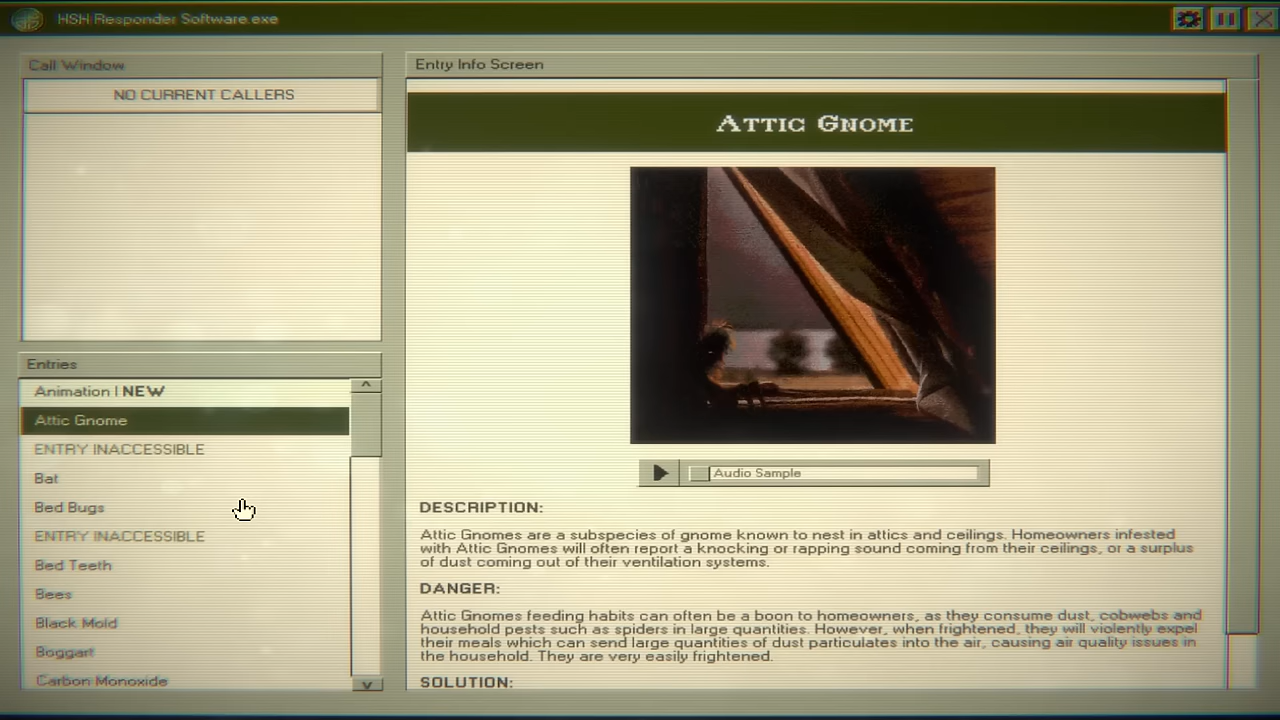 HSH Responder Software.exe
Call Window
NO CURRENT CALLERS
Entries
Animation | NEW
Attic Gnome
ENTRY INACCESSIBLE
Bat
Bed Bugs
ENTRY INACCESSIBLE
Bed Teeth
Bees
Black Mold
Boggart
Carbon Monoxide
Entry Info Screen
ATTIC GNOME
Audio Sample
DESCRIPTION:
Attic Gnomes are a subspecies of gnome known to nest in attics and ceilings. Homeowners infested
with Attic Gnomes will often report a knocking or rapping sound coming from their ceilings, or a surplus
of dust coming out of their ventilation systems.
DANGER:
Attic Gnomes feeding habits can often be a boon to homeowners, as they consume dust, cobwebs and
household pests such as spiders in large quantities. However, when frightened, they will violently expel
their meals which can send large quantities of dust particulates into the air, causing air quality issues in
the household. They are very easily frightened.
SOLUTION: